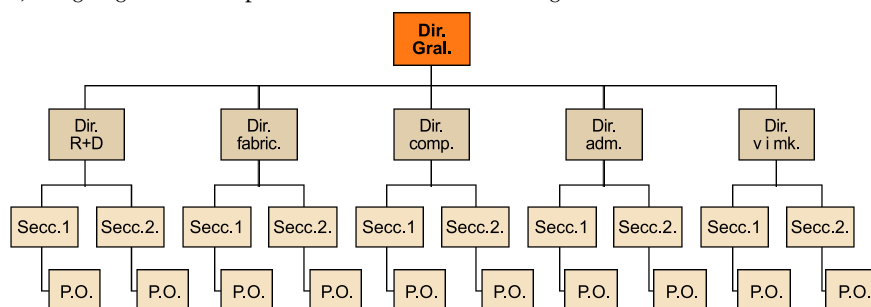 Dir.
Gral.
Dir.
R+D
Dir.
fabric.
Dir.
comp.
Dir.
adm.
Dir.
v i mk.
Secc.1
Secc.2.
Secc.1
Secc.2.
Secc.1
Secc.2.
Secc.1
Secc.2.
Secc.1
Secc.2.
P.O.
P.O.
P.O.
P.O.
P.O.
P.O.
P.O.
P.O.
P.O.
P.O.